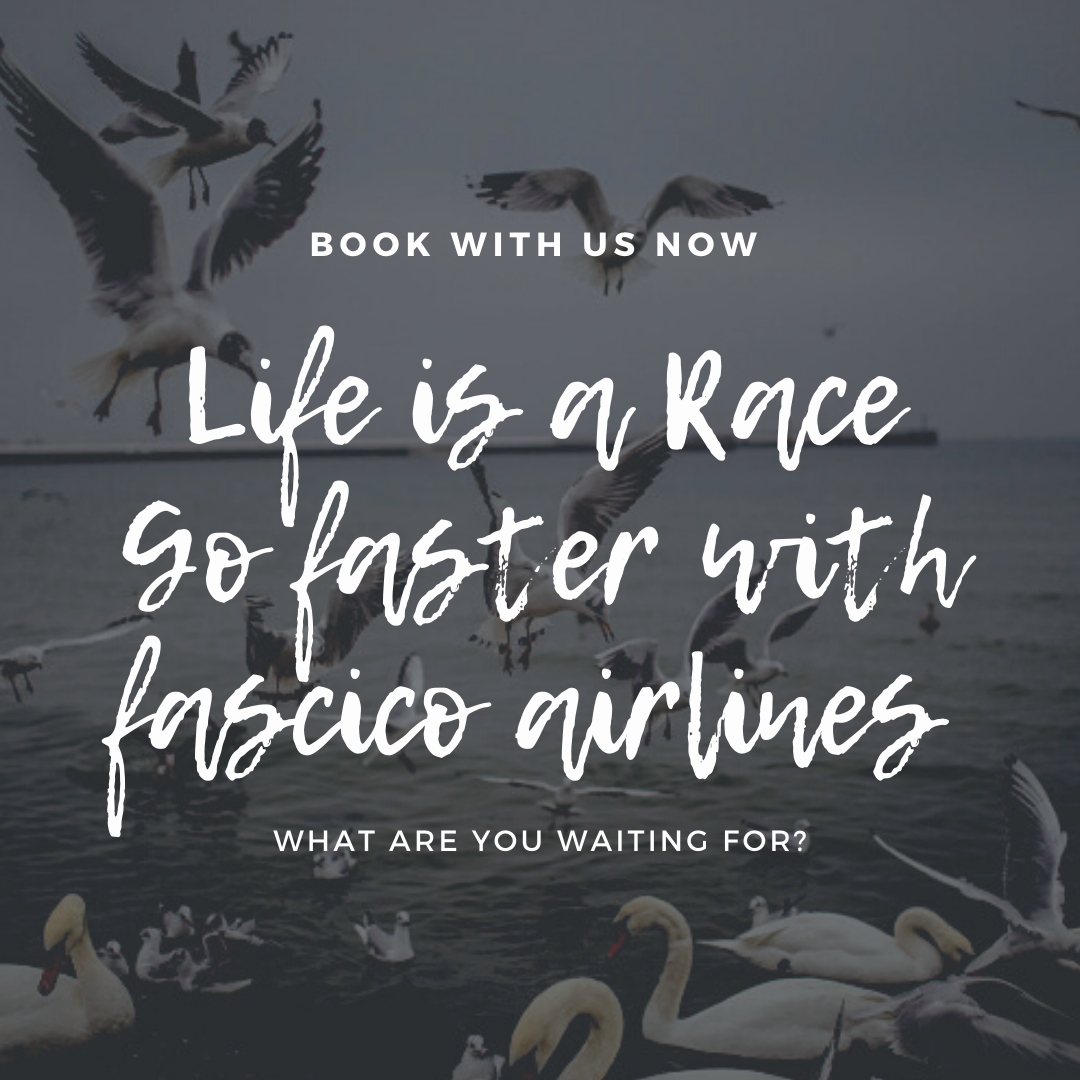 BOOK WITH US NOW
Life is a Race
Go faster with
fascico airlines
WHAT ARE YOU WAITING FOR?